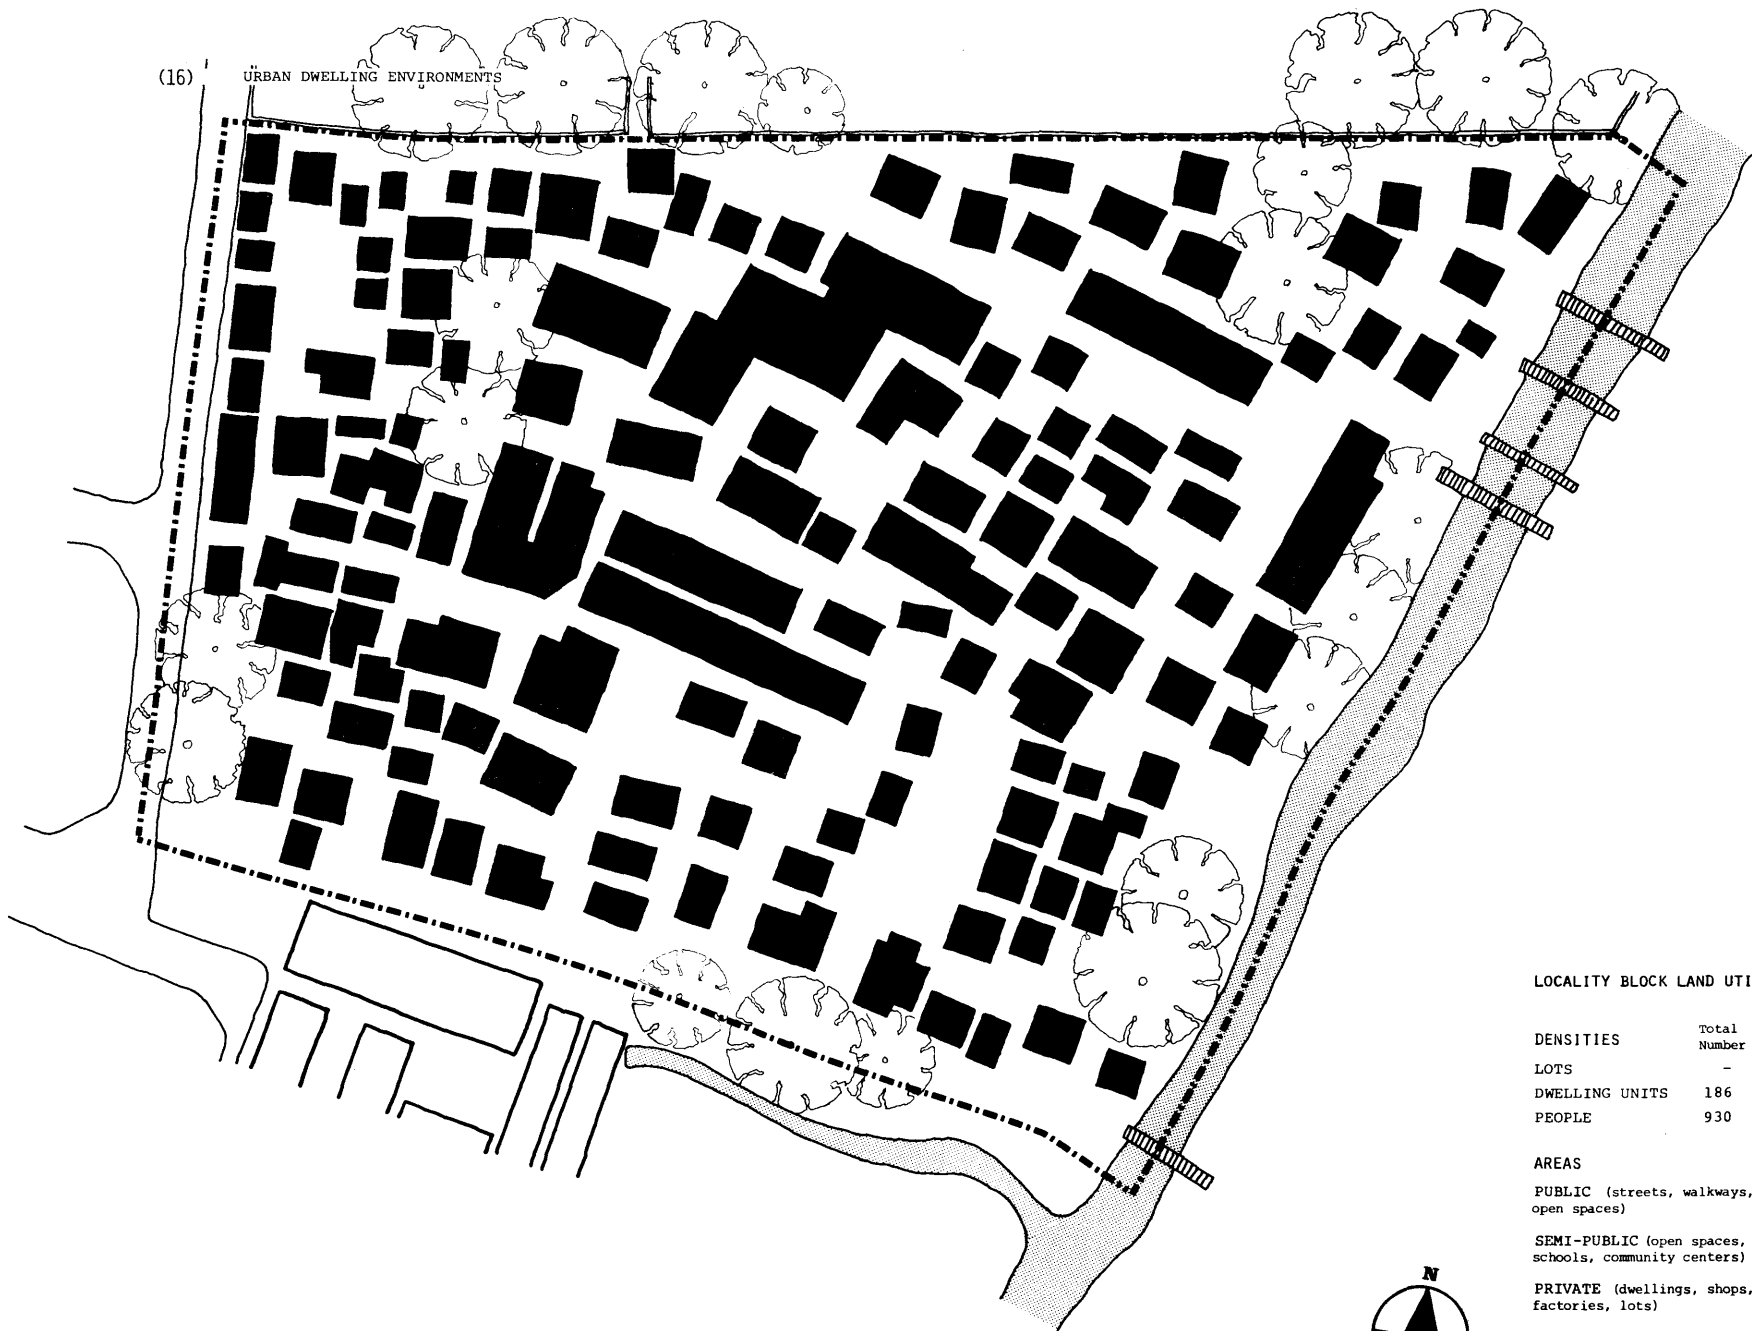 (16) URBAN DWELLING ENVIRONMENTS
LOCALITY BLOCK LAND UTI
DENSITIES Total
Number
LOTS -
DWELLING UNITS 186
PEOPLE 930
AREAS
PUBLIC (streets, walkways,
open spaces)
SEMI-PUBLIC (open spaces,
schools, community centers)
PRIVATE (dwellings, shops,
factories, lots)
N